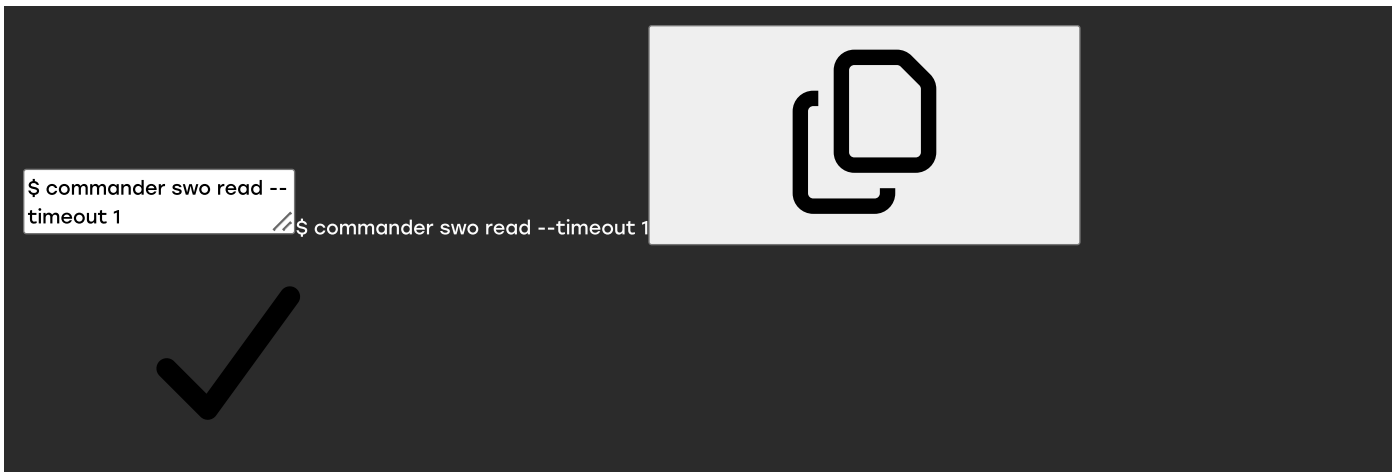 $ commander swo read --
timeout 1
$ commander swo read --timeout 1